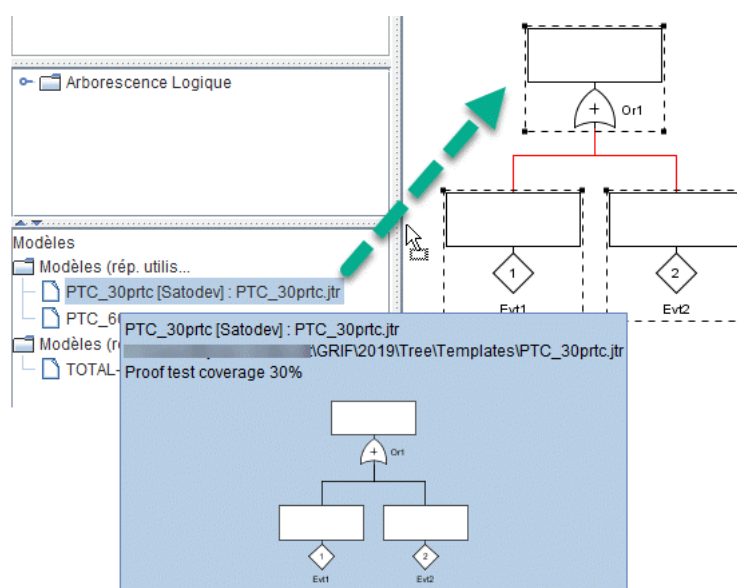 Arborescence Logique
+ Or1
1 2
Evt1 Evt2
Modèles
Modèles (rép. utilis...
PTC_30prtc [Satodev] : PTC_30prtc.jtr
Modèles
TOTAL-
PTC_30prtc [Satodev] : PTC_30prtc.jtr
\GRIF\2019\Tree\Templates\PTC_30prtc.jtr
Proof test coverage 30%
+ Or1
1 2
Evt1 Evt2